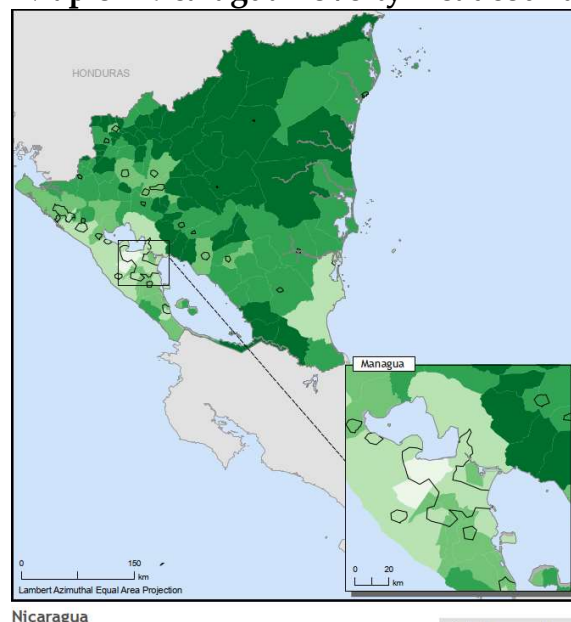 HONDURAS
Managua
0 150
km
0 20
km
Lambert Azimuthal Equal Area Projection
Nicaragua